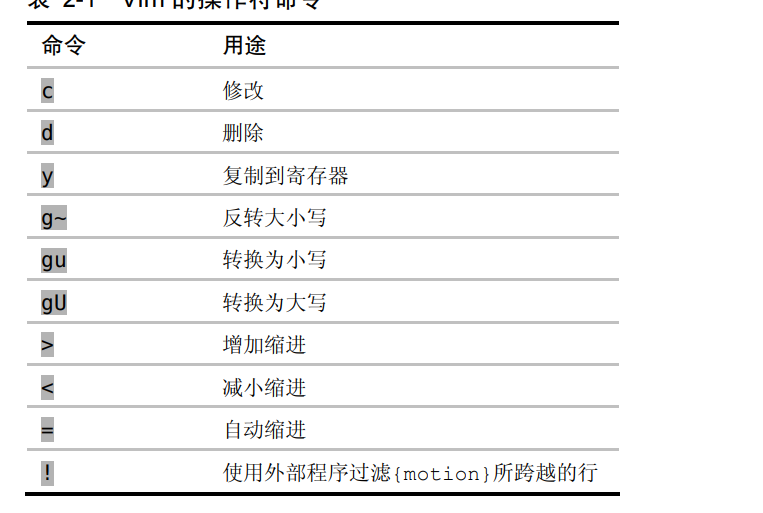 表 2-1 Vim 的操作符命令
命令 用途
c 修改
d 删除
y 复制到寄存器
g~ 反转大小写
gu 转换为小写
gU 转换为大写
> 增加缩进
< 减小缩进
= 自动缩进
! 使用外部程序过滤{motion}所跨越的行